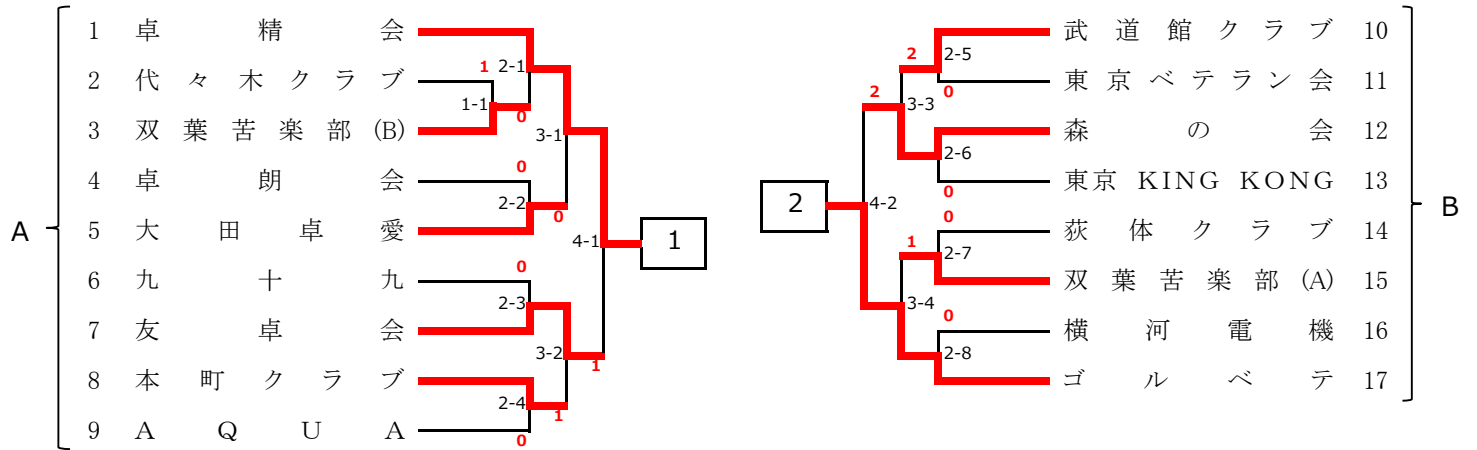 A
1 卓精会
2 代々木クラブ
3 双葉苦楽部(B)
4 卓朗会
5 大田卓愛
6 九十九
7 友卓会
8 本町クラブ
9 AQUA
1 2-1
1-1
0
3-1
0
2-2
0
4-1
1
0
2-3
3-2
1
2-4
1
0
武道館クラブ 10
東京ベテラン会 11
森の会 12
東京 KING KONG 13
荻体クラブ 14
双葉苦楽部(A) 15
横河電機 16
ゴルベテ 17
B
2 2-5
2
0
3-3
2-6
0
2
4-2
0
1
2-7
3-4
0
2-8